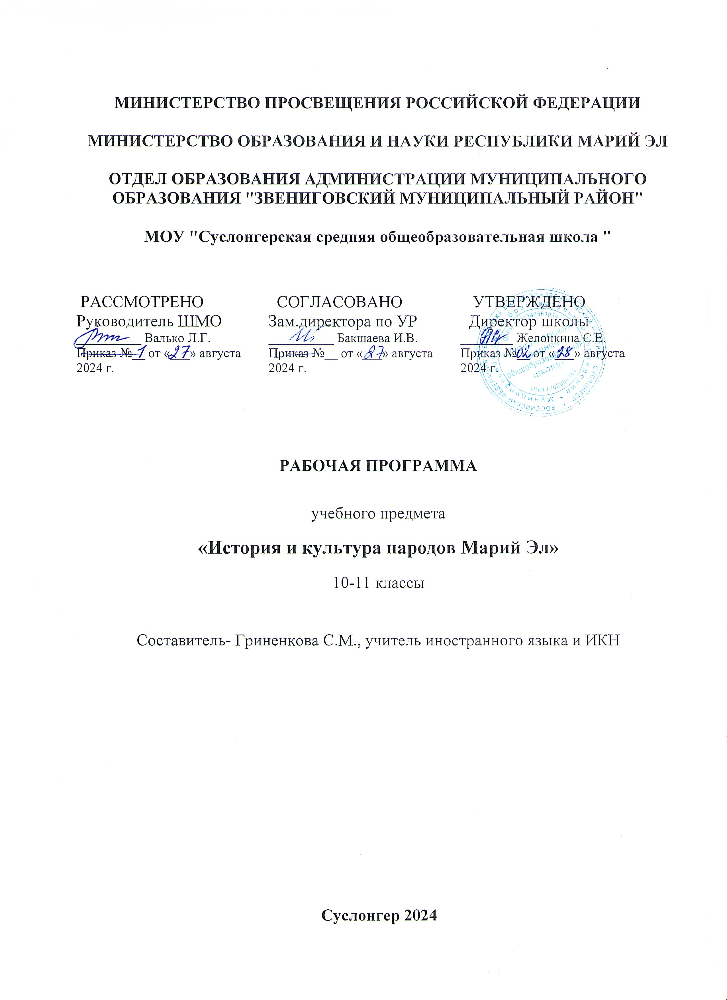 МИНИСТЕРСТВО ПРОСВЕЩЕНИЯ РОССИЙСКОЙ ФЕДЕРАЦИИ
МИНИСТЕРСТВО ОБРАЗОВАНИЯ И НАУКИ РЕСПУБЛИКИ МАРИЙ ЭЛ
ОТДЕЛ ОБРАЗОВАНИЯ АДМИНИСТРАЦИИ МУНИЦИПАЛЬНОГО
ОБРАЗОВАНИЯ "ЗВЕНИГОВСКИЙ МУНИЦИПАЛЬНЫЙ РАЙОН"
МОУ "Суслонгерская средняя общеобразовательная школа "
РАССМОТРЕНО
Руководитель ШМО
__________ Валько Л.Г.
Приказ №1 от «27» августа
2024 г.
СОГЛАСОВАНО
Зам.директора по УР
__________ Бакшаева И.В.
Приказ №__ от «27» августа
2024 г.
УТВЕРЖДЕНО
Директор школы
________ Желонкина С.Е.
Приказ №02 от «28» августа
2024 г.
общеобразовательная
школа»
РАБОЧАЯ ПРОГРАММА
учебного предмета
«История и культура народов Марий Эл»
10-11 классы
Составитель- Гриненкова С.М., учитель иностранного языка и ИКН
Суслонгер 2024